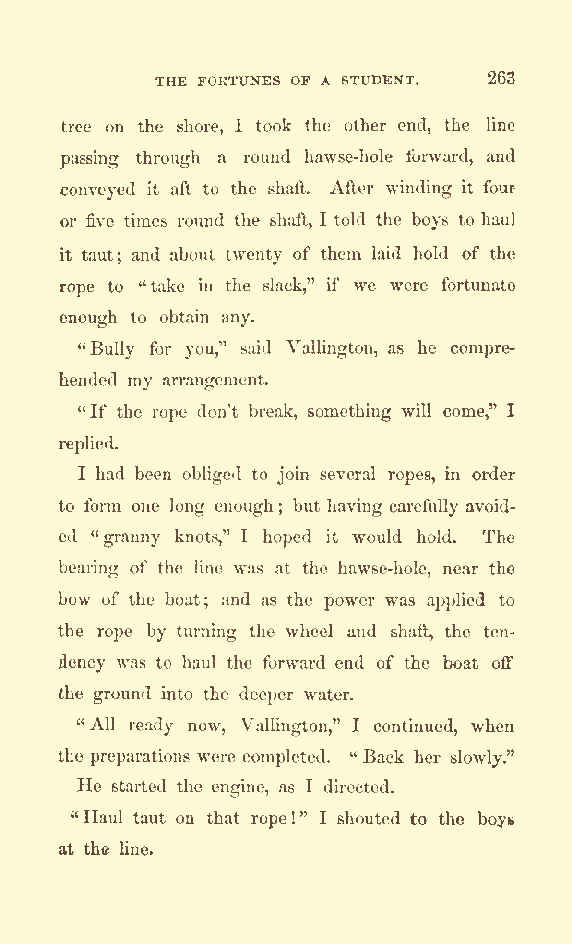 THE FORTUNES OF A STUDENT. 263
tree on the shore, I took the other end, the line
passing through a round hawse-hole forward, and
conveyed it aft to the shaft. After winding it four
or five times round the shaft, I told the boys to haul
it taut; and about twenty of them laid hold of the
rope to “take in the slack,” if we were fortunate
enough to obtain any.
“Bully for you,” said Vallington, as he compre-
hended my arrangement.
“If the rope don’t break, something will come,” I
replied.
I had been obliged to join several ropes, in order
to form one long enough; but having carefully avoid-
ed “granny knots,” I hoped it would hold. The
bearing of the line was at the hawse-hole, near the
bow of the boat; and as the power was applied to
the rope by turning the wheel and shaft, the ten-
dency was to haul the forward end of the boat off
the ground into the deeper water.
“All ready now, Vallington,” I continued, when
the preparations were completed. “Back her slowly.”
He started the engine, as I directed.
“Haul taut on that rope!” I shouted to the boys
at the line.